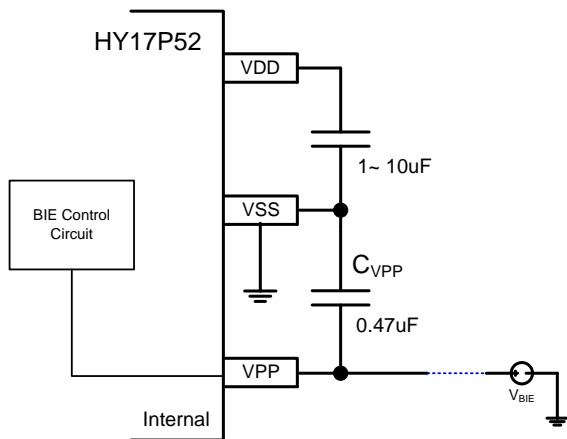 HY17P52
VDD
1~ 10uF
BIE Control
Circuit
VSS
CVPP
0.47uF
VPP
VBIE
Internal